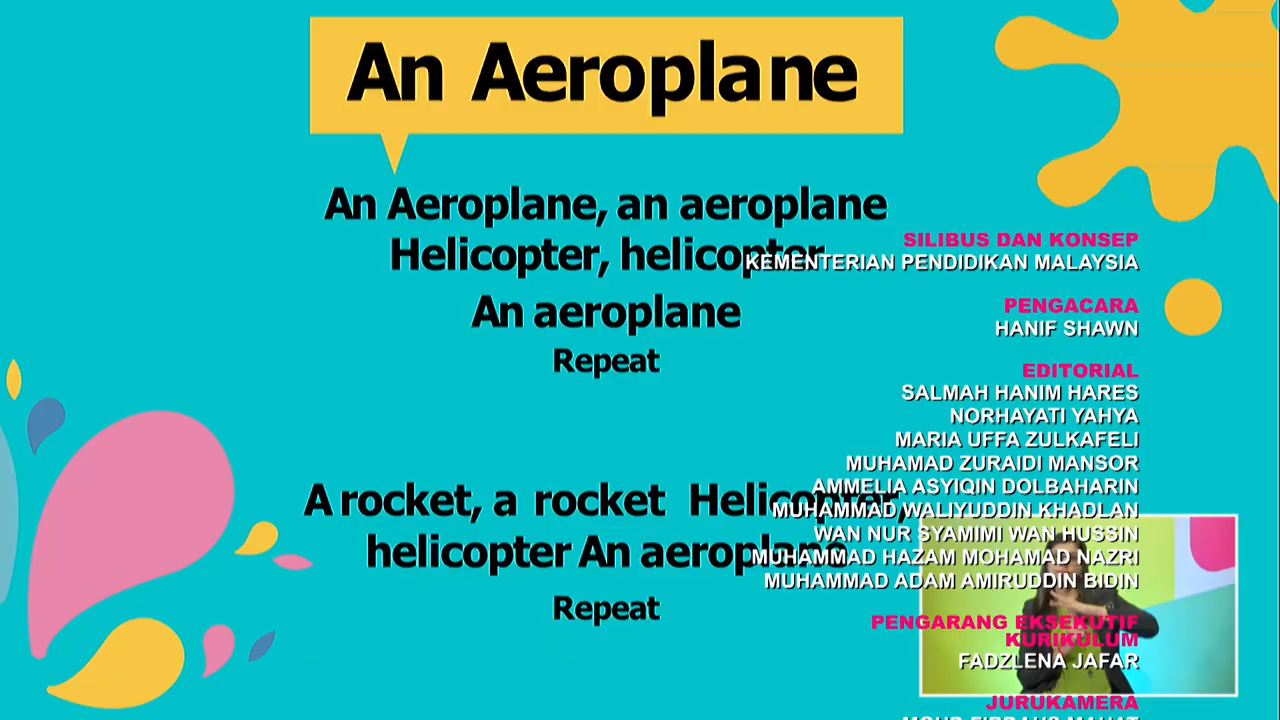 An Aeroplane
An Aeroplane, an aeroplane
Helicopter, helicopter
An aeroplane
Repeat
A rocket, a rocket Helicopter,
helicopter An aeroplane
Repeat
SILIBUS DAN KONSEP
KEMENTERIAN PENDIDIKAN MALAYSIA
PENGACARA
HANIF SHAWN
EDITORIAL
SALMAH HANIM HARES
NORHAYATI YAHYA
MARIA UFFA ZULKAFELI
MUHAMAD ZURAIDI MANSOR
AMMELIA ASYIQIN DOLBAHARIN
MUHAMMAD WALIYUDDIN KHADLAN
WAN NUR SYAMIMI WAN HUSSIN
MUHAMMAD HAZAM MOHAMAD NAZRI
MUHAMMAD ADAM AMIRUDDIN BIDIN
PENGARANG EKSEKUTIF
KURIKULUM
FADZLENA JAFAR
JURUKAMERA